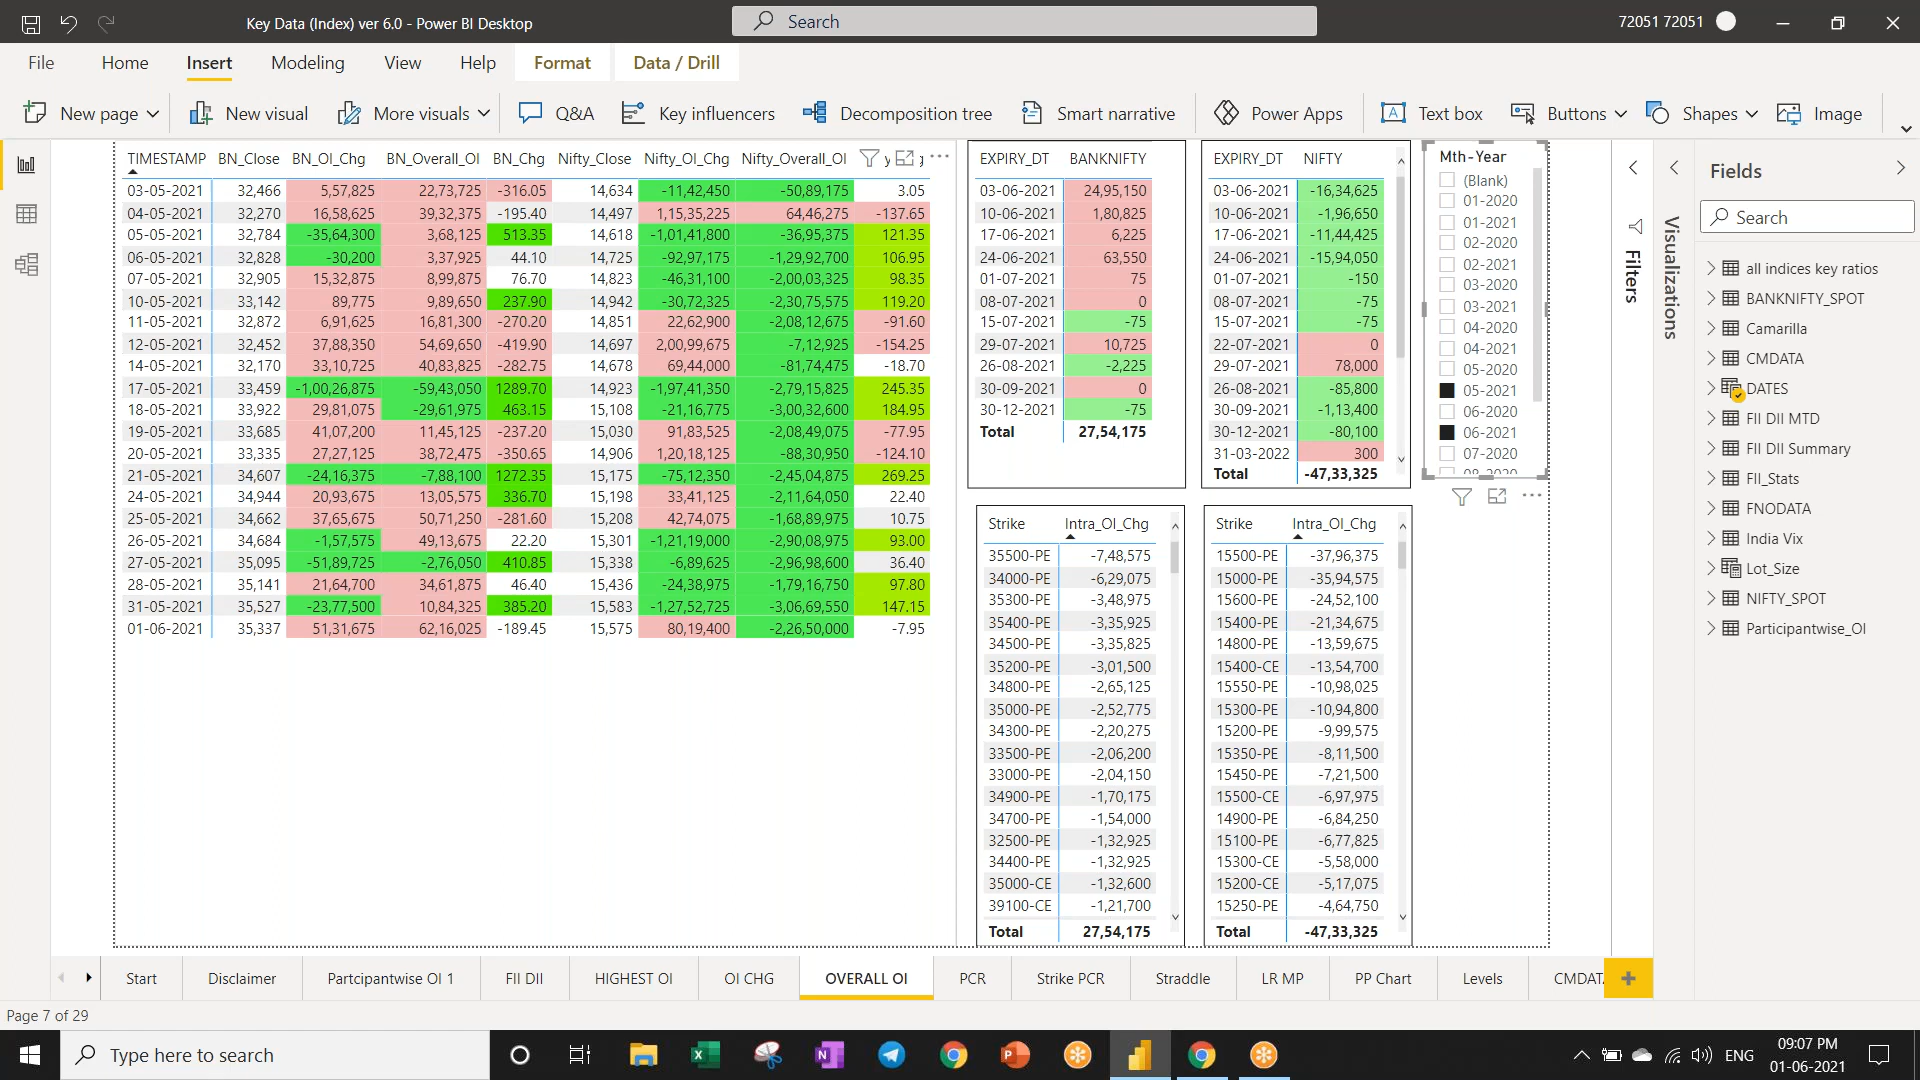 Key Data (Index) ver 6.0 - Power BI Desktop
Search
72051 72051
File Home Insert Modeling View Help Format Data / Drill
New page New visual More visuals Q&A Key influencers Decomposition tree Smart narrative Power Apps Text box Buttons Shapes Image
TIMESTAMP BN_Close BN_OI_Chg BN_Overall_OI BN_Chg Nifty_Close Nifty_OI_Chg Nifty_Overall_OI
03-05-2021 32,466 5,57,825 22,73,725 -316.05 14,634 -11,42,450 -50,89,175 3.05
04-05-2021 32,270 16,58,625 39,32,375 -195.40 14,497 1,15,35,225 64,46,275 -137.65
05-05-2021 32,784 -35,64,300 3,68,125 513.35 14,618 -1,01,41,800 -36,95,375 121.35
06-05-2021 32,828 -30,200 3,37,925 44.10 14,725 -92,97,175 -1,29,92,700 106.95
07-05-2021 32,905 15,32,875 8,99,875 76.70 14,823 -46,31,100 -2,00,03,325 98.35
10-05-2021 33,142 89,775 9,89,650 237.90 14,942 -30,72,325 -2,30,75,575 119.20
11-05-2021 32,872 6,91,625 16,81,300 -270.20 14,851 22,62,900 -2,08,12,675 -91.60
12-05-2021 32,452 37,88,350 54,69,650 -419.90 14,697 2,00,99,675 -7,12,925 -154.25
14-05-2021 32,170 33,10,725 40,83,825 -282.75 14,678 69,44,000 -81,74,475 -18.70
17-05-2021 33,459 -1,00,26,875 -59,43,050 1289.70 14,923 -1,97,41,350 -2,79,15,825 245.35
18-05-2021 33,922 29,81,075 -29,61,975 463.15 15,108 -21,16,775 -3,00,32,600 184.95
19-05-2021 33,685 41,07,200 11,45,125 -237.20 15,030 91,83,525 -2,08,49,075 -77.95
20-05-2021 33,335 27,27,125 38,72,475 -350.65 14,906 1,20,18,125 -88,30,950 -124.10
21-05-2021 34,607 -24,16,375 -7,88,100 1272.35 15,175 -75,12,350 -2,45,04,875 269.25
24-05-2021 34,944 20,93,675 13,05,575 336.70 15,198 33,41,125 -2,11,64,050 22.40
25-05-2021 34,662 37,65,675 50,71,250 -281.60 15,208 42,74,075 -1,68,89,975 10.75
26-05-2021 34,684 -1,57,575 49,13,675 22.20 15,301 -1,21,19,000 -2,90,08,975 93.00
27-05-2021 35,095 -51,89,725 -2,76,050 410.85 15,338 -6,89,625 -2,96,98,600 36.40
28-05-2021 35,141 21,64,700 34,61,875 46.40 15,436 -24,38,975 -1,79,16,750 97.80
31-05-2021 35,527 -23,77,500 10,84,325 385.20 15,583 -1,27,52,725 -3,06,69,550 147.15
01-06-2021 35,337 51,31,675 62,16,025 -189.45 15,575 80,19,400 -2,26,50,000 -7.95
EXPIRY_DT BANKNIFTY
03-06-2021 24,95,150
10-06-2021 1,80,825
17-06-2021 6,225
24-06-2021 63,550
01-07-2021 75
08-07-2021 0
15-07-2021 -75
29-07-2021 10,725
26-08-2021 -2,225
30-09-2021 0
30-12-2021 -75
Total 27,54,175
EXPIRY_DT NIFTY
03-06-2021 -16,34,625
10-06-2021 -1,96,650
17-06-2021 -11,44,425
24-06-2021 -15,94,050
01-07-2021 -150
08-07-2021 -75
15-07-2021 -75
22-07-2021 0
29-07-2021 78,000
26-08-2021 -85,800
30-09-2021 -1,13,400
30-12-2021 -80,100
31-03-2022 300
Total -47,33,325
Mth-Year
(Blank)
01-2020
01-2021
02-2020
02-2021
03-2020
03-2021
04-2020
04-2021
05-2020
05-2021
06-2020
06-2021
07-2020
08-2020
Strike Intra_OI_Chg
35500-PE -7,48,575
34000-PE -6,29,075
35300-PE -3,48,975
35400-PE -3,35,925
34500-PE -3,35,825
35200-PE -3,01,500
34800-PE -2,65,125
35000-PE -2,52,775
34300-PE -2,20,275
33500-PE -2,06,200
33000-PE -2,04,150
34900-PE -1,70,175
34700-PE -1,54,000
32500-PE -1,32,925
34400-PE -1,32,925
35000-CE -1,32,600
39100-CE -1,21,700
Total 27,54,175
Strike Intra_OI_Chg
15500-PE -37,96,375
15000-PE -35,94,575
15600-PE -24,52,100
15400-PE -21,34,675
14800-PE -13,59,675
15400-CE -13,54,700
15550-PE -10,98,025
15300-PE -10,94,800
15200-PE -9,99,575
15350-PE -8,11,500
15450-PE -7,21,500
15500-CE -6,97,975
14900-PE -6,84,250
15100-PE -6,77,825
15300-CE -5,58,000
15200-CE -5,17,075
15250-PE -4,64,750
Total -47,33,325
Filters
Visualizations
Fields
Search
all indices key ratios
BANKNIFTY_SPOT
Camarilla
CMDATA
DATES
FII DII MTD
FII DII Summary
FII_Stats
FNODATA
India Vix
Lot_Size
NIFTY_SPOT
Participantwise_OI
Start Disclaimer Partcipantwise OI 1 FII DII HIGHEST OI OI CHG OVERALL OI PCR Strike PCR Straddle LR MP PP Chart Levels CMDATA
Page 7 of 29
Type here to search
ENG
09:07 PM
01-06-2021